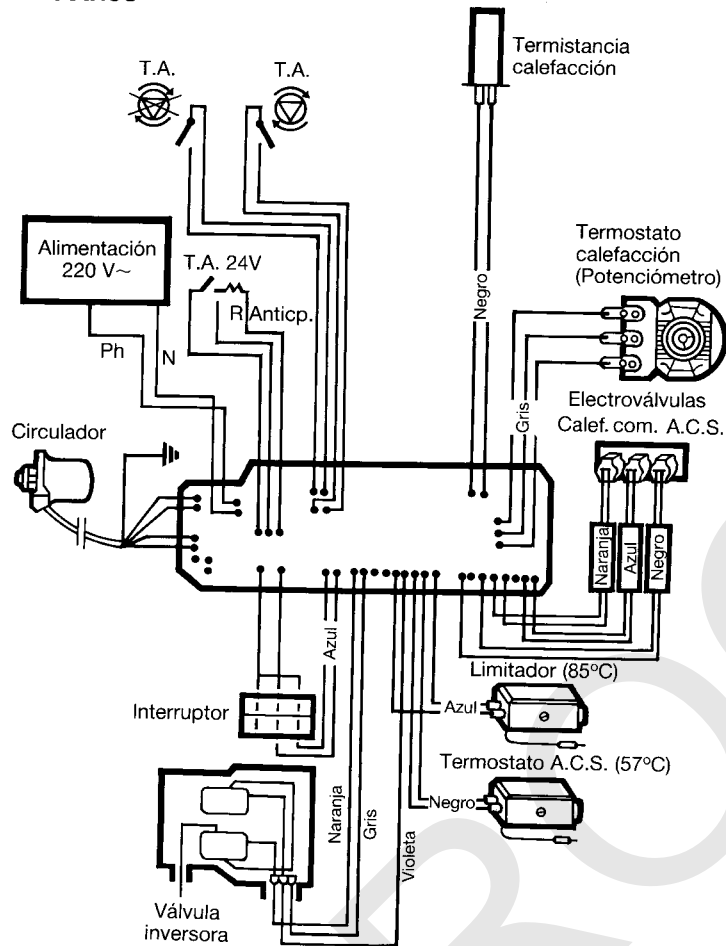 Termistancia
calefacción
T.A.
T.A.
Alimentación
220 V~
T.A. 24V
R Anticp.
Ph
N
Negro
Termostato
calefacción
(Potenciómetro)
Gris
Electroválvulas
Calef. com. A.C.S.
Circulador
Naranja
Azul
Negro
Azul
Interruptor
Limitador (85ºC)
Azul
Termostato A.C.S. (57ºC)
Negro
Naranja
Gris
Violeta
Válvula
inversora